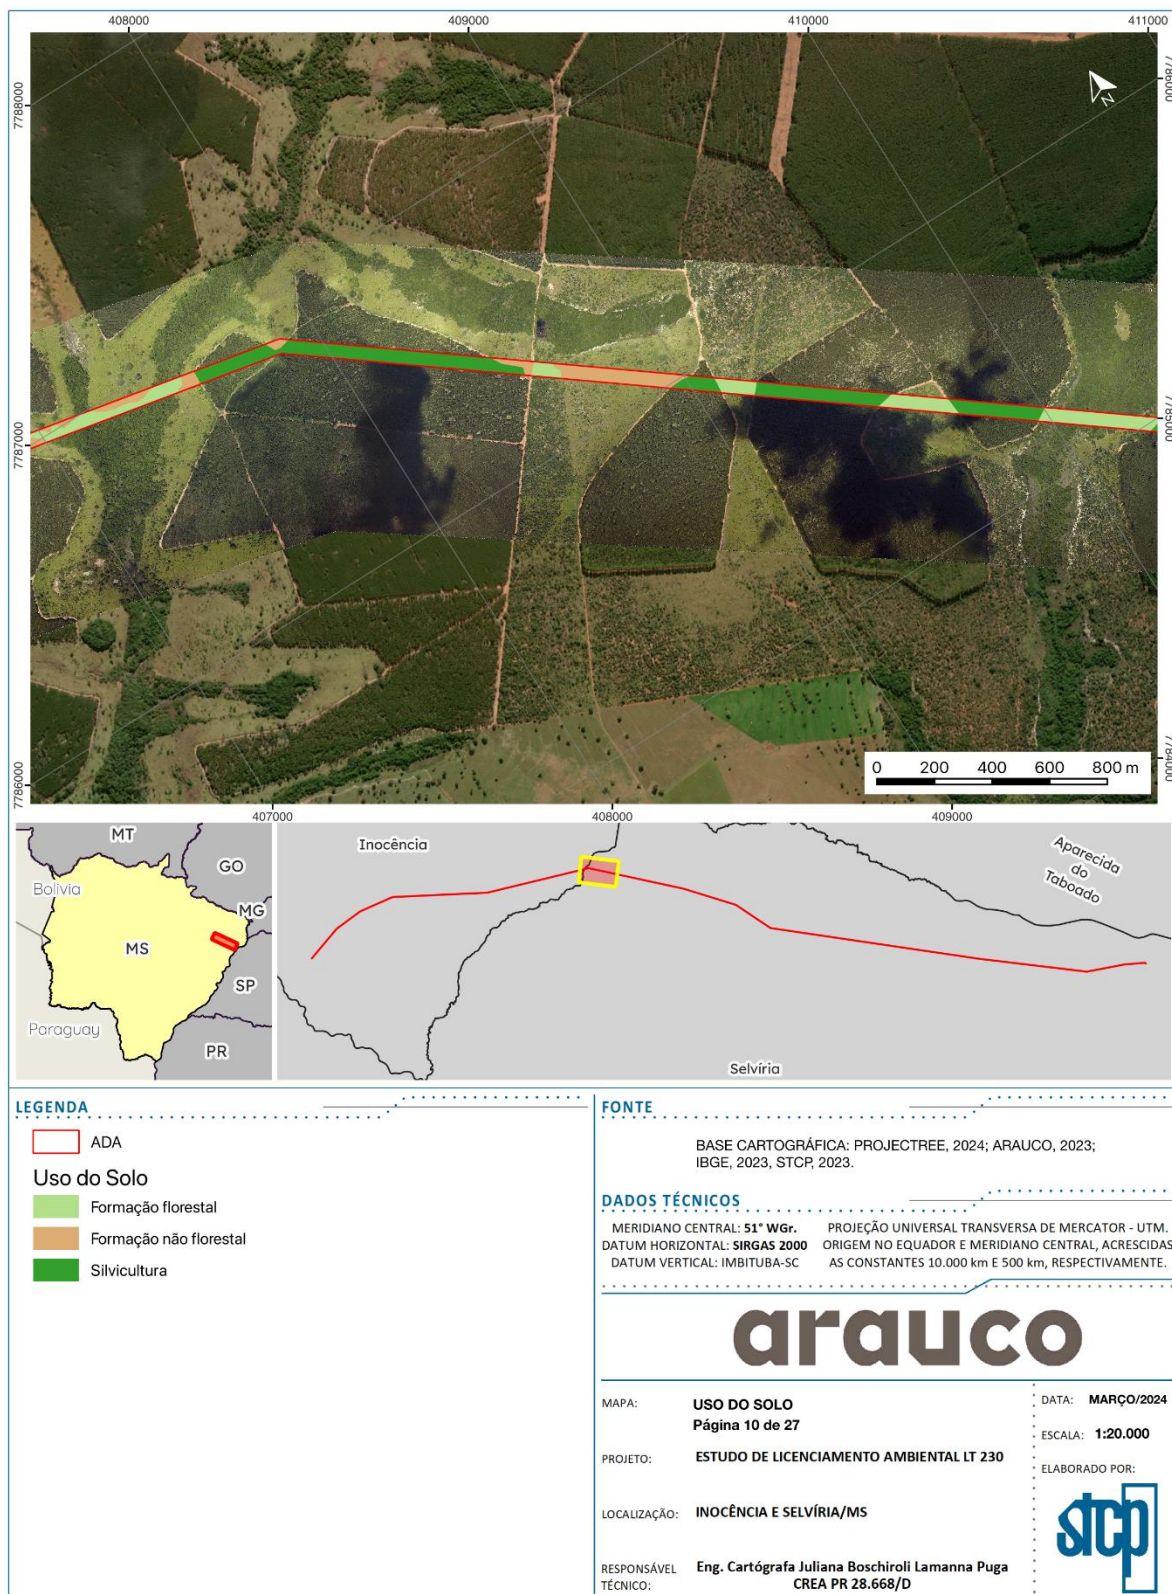 408000
409000
410000
411000
7788000
7787000
7786000
7786000
7785000
7784000
N
0 200 400 600 800 m
407000
408000
409000
MT
GO
Bolivia
MG
MS
SP
Paraguay
PR
Inocência
Aparecida
do
Taboado
Selvíria
LEGENDA
ADA
Uso do Solo
Formação florestal
Formação não florestal
Silvicultura
FONTE
BASE CARTOGRÁFICA: PROJECTREE, 2024; ARAUCO, 2023;
IBGE, 2023, STCP, 2023.
DADOS TÉCNICOS
MERIDIANO CENTRAL: 51° WGr.
DATUM HORIZONTAL: SIRGAS 2000
DATUM VERTICAL: IMBITUBA-SC
PROJEÇÃO UNIVERSAL TRANSVERSA DE MERCATOR - UTM.
ORIGEM NO EQUADOR E MERIDIANO CENTRAL, ACRESCIDAS
AS CONSTANTES 10.000 km E 500 km, RESPECTIVAMENTE.
arauco
MAPA: USO DO SOLO
Página 10 de 27
PROJETO: ESTUDO DE LICENCIAMENTO AMBIENTAL LT 230
LOCALIZAÇÃO: INOCÊNCIA E SELVÍRIA/MS
RESPONSÁVEL
TÉCNICO:
Eng. Cartógrafa Juliana Boschiroli Lamanna Puga
CREA PR 28.668/D
DATA: MARÇO/2024
ESCALA: 1:20.000
ELABORADO POR:
stcp